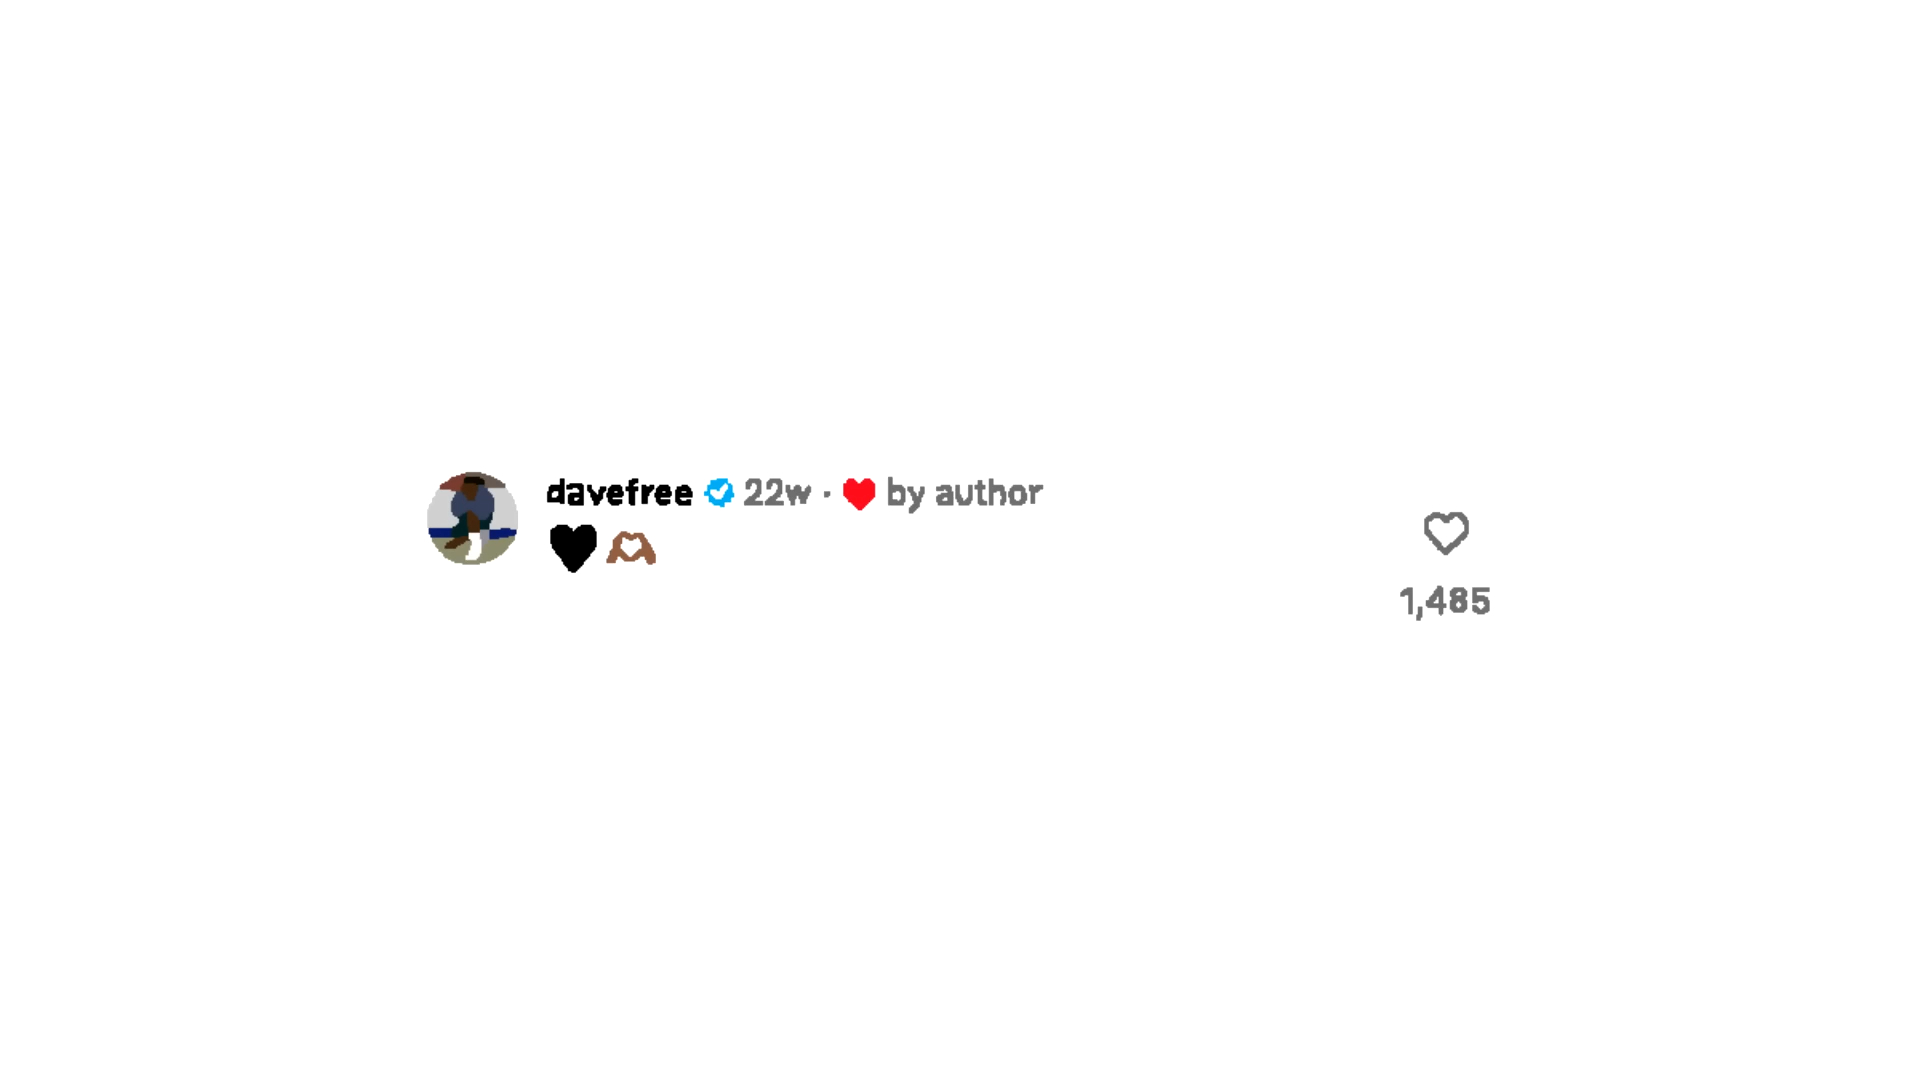 davefree 22w · ❤️ by author
🖤🫶🏾
1,485